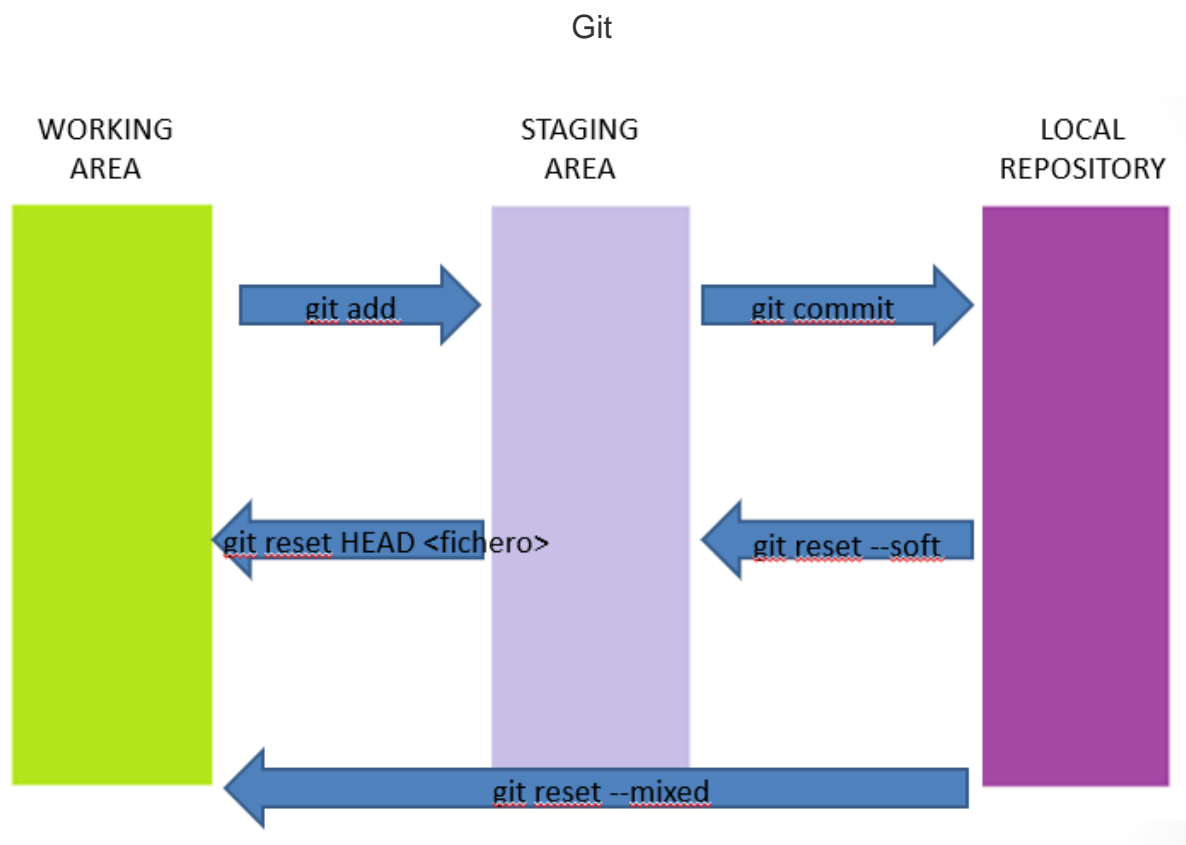 Git
WORKING
AREA
STAGING
AREA
LOCAL
REPOSITORY
git add
git commit
git reset HEAD <fichero>
git reset --soft
git reset --mixed